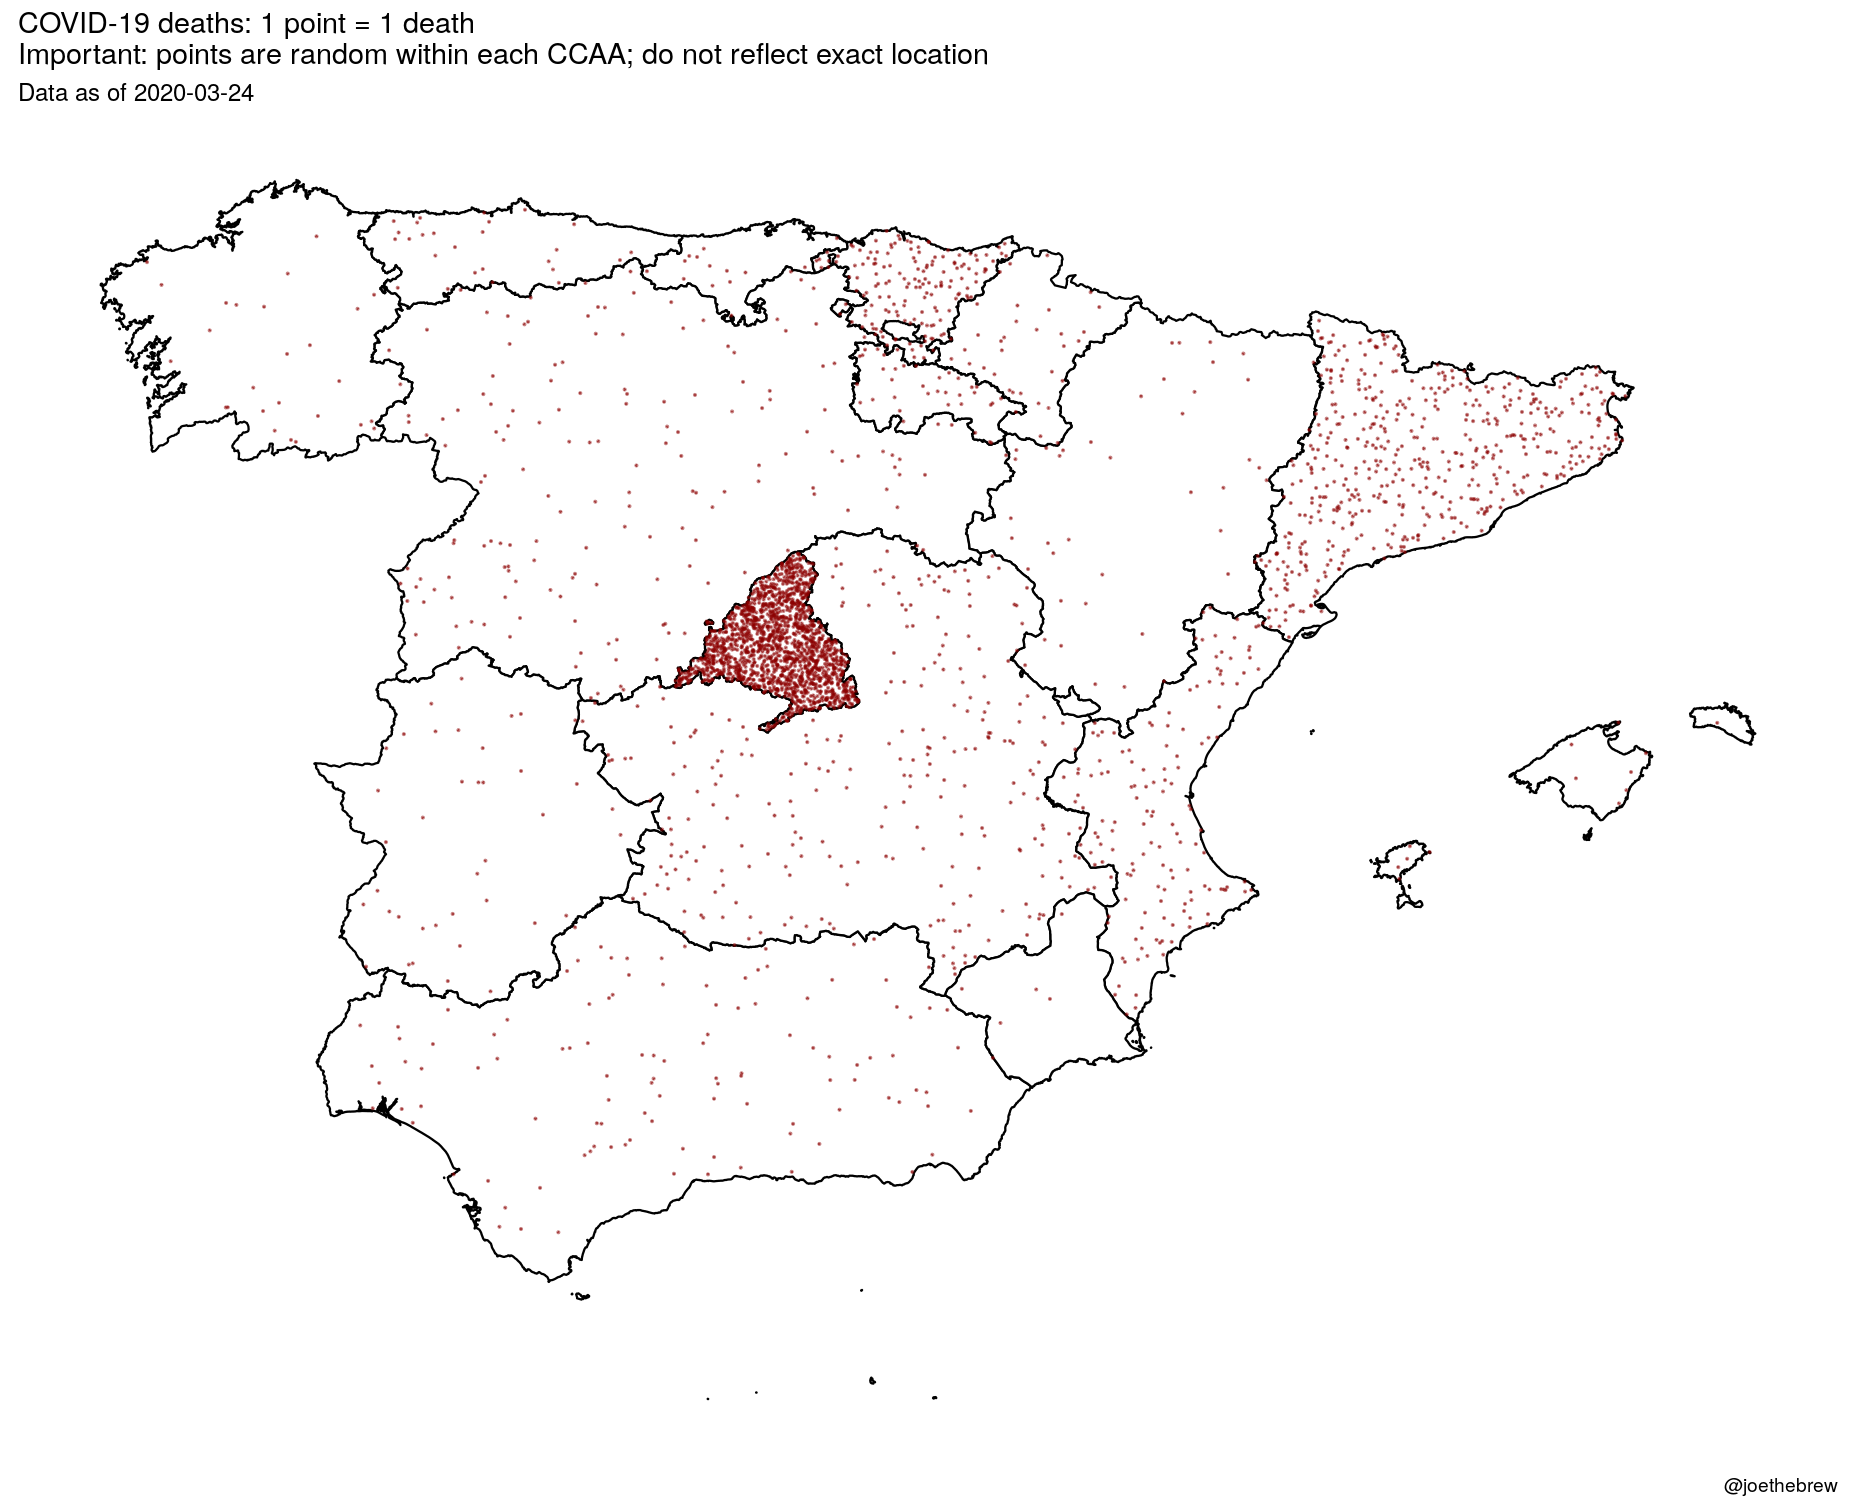 COVID-19 deaths: 1 point = 1 death
Important: points are random within each CCAA; do not reflect exact location
Data as of 2020-03-24
@joethebrew